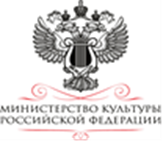 МИНИСТЕРСТВО КУЛЬТУРЫ
РОССИЙСКОЙ ФЕДЕРАЦИИ